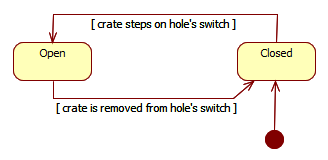 [ crate steps on hole's switch ]
Open
Closed
[ crate is removed from hole's switch ]